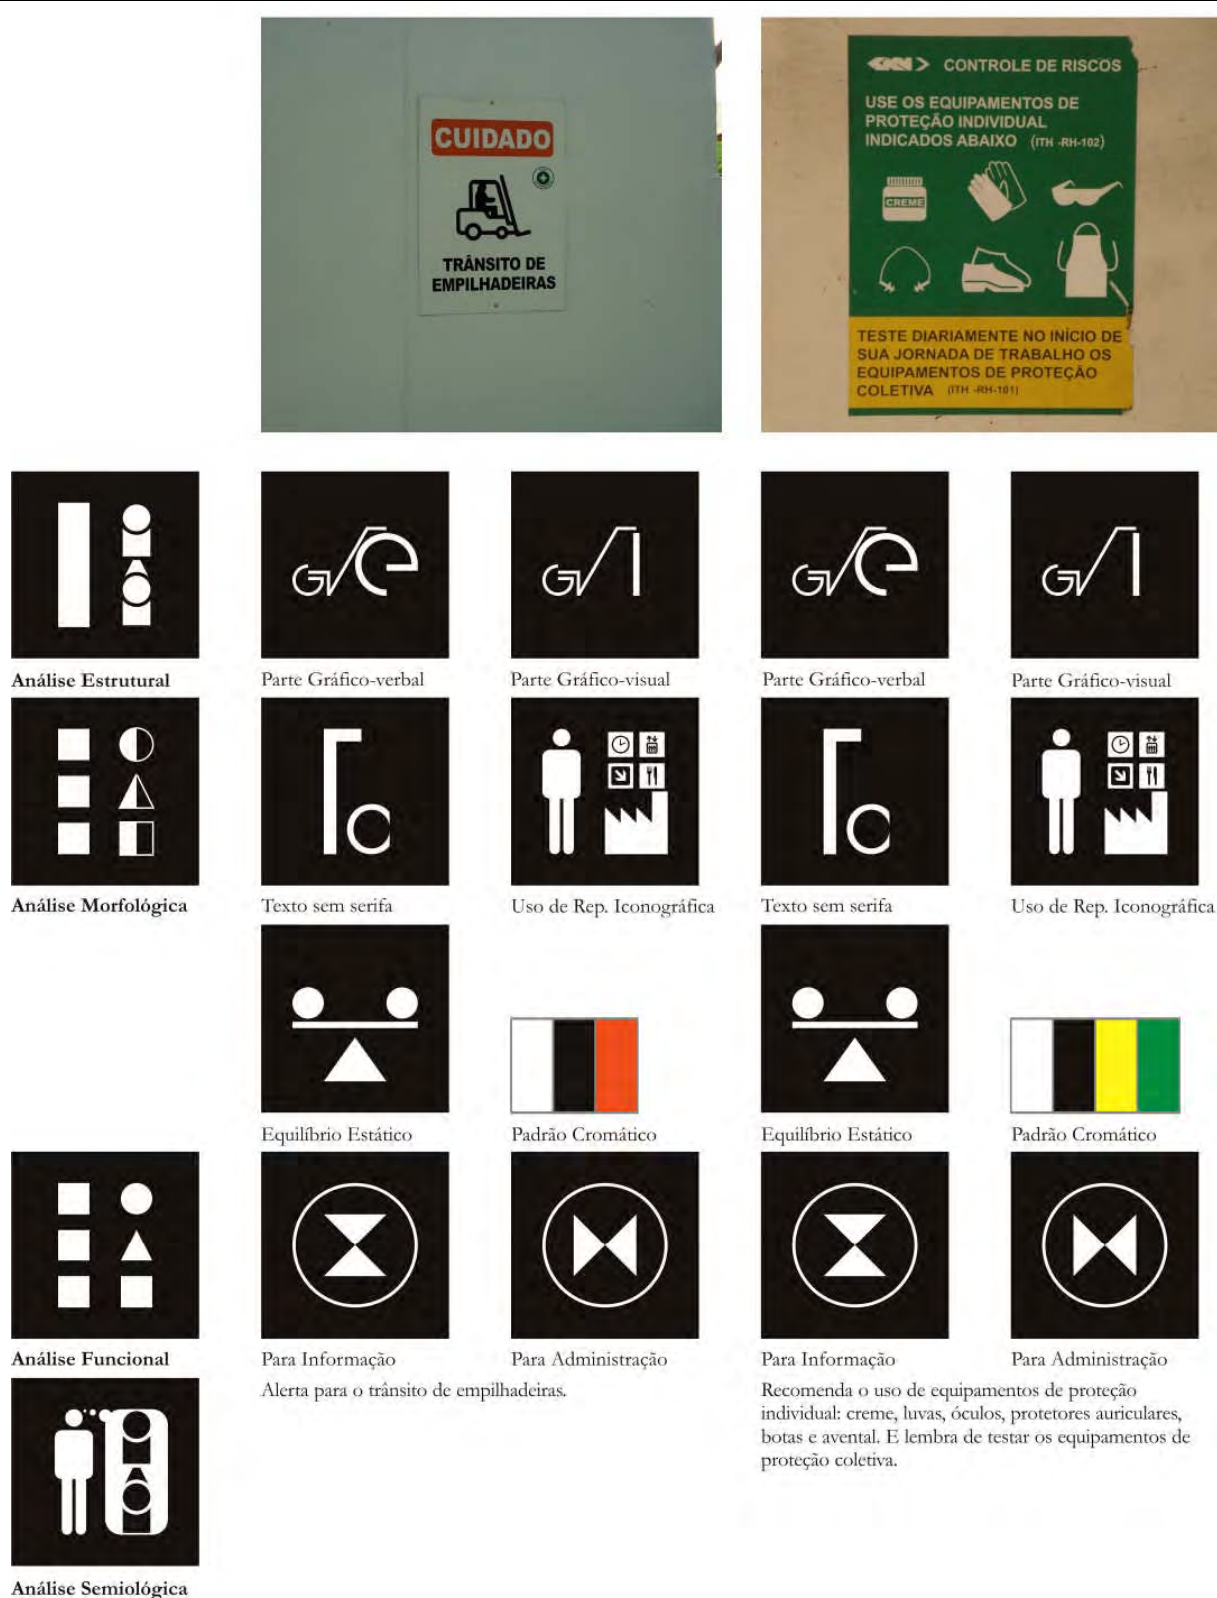 CUIDADO
TRÂNSITO DE
EMPILHADEIRAS
GKN CONTROLE DE RISCOS
USE OS EQUIPAMENTOS DE
PROTEÇÃO INDIVIDUAL
INDICADOS ABAIXO (ITH -RH-102)
CREME
TESTE DIARIAMENTE NO INÍCIO DE
SUA JORNADA DE TRABALHO OS
EQUIPAMENTOS DE PROTEÇÃO
COLETIVA (ITH -RH-101)
Análise Estrutural
Parte Gráfico-verbal
Parte Gráfico-visual
Parte Gráfico-verbal
Parte Gráfico-visual
Análise Morfológica
Texto sem serifa
Uso de Rep. Iconográfica
Texto sem serifa
Uso de Rep. Iconográfica
Equilíbrio Estático
Padrão Cromático
Equilíbrio Estático
Padrão Cromático
Análise Funcional
Para Informação
Para Administração
Para Informação
Para Administração
Alerta para o trânsito de empilhadeiras.
Recomenda o uso de equipamentos de proteção
individual: creme, luvas, óculos, protetores auriculares,
botas e avental. E lembra de testar os equipamentos de
proteção coletiva.
Análise Semiológica